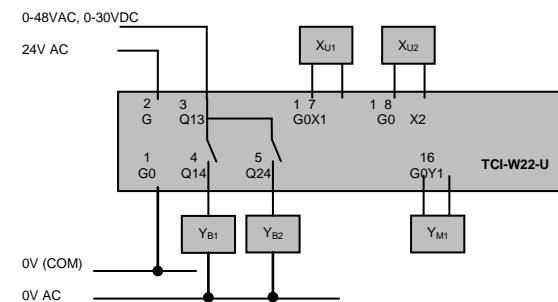 0-48VAC, 0-30VDC
24V AC
XU1 XU2
2 3 1 7 1 8
G Q13 G0X1 G0 X2
1 4 5 16 TCI-W22-U
G0 Q14 Q24 G0Y1
YB1 YB2 YM1
0V (COM)
0V AC